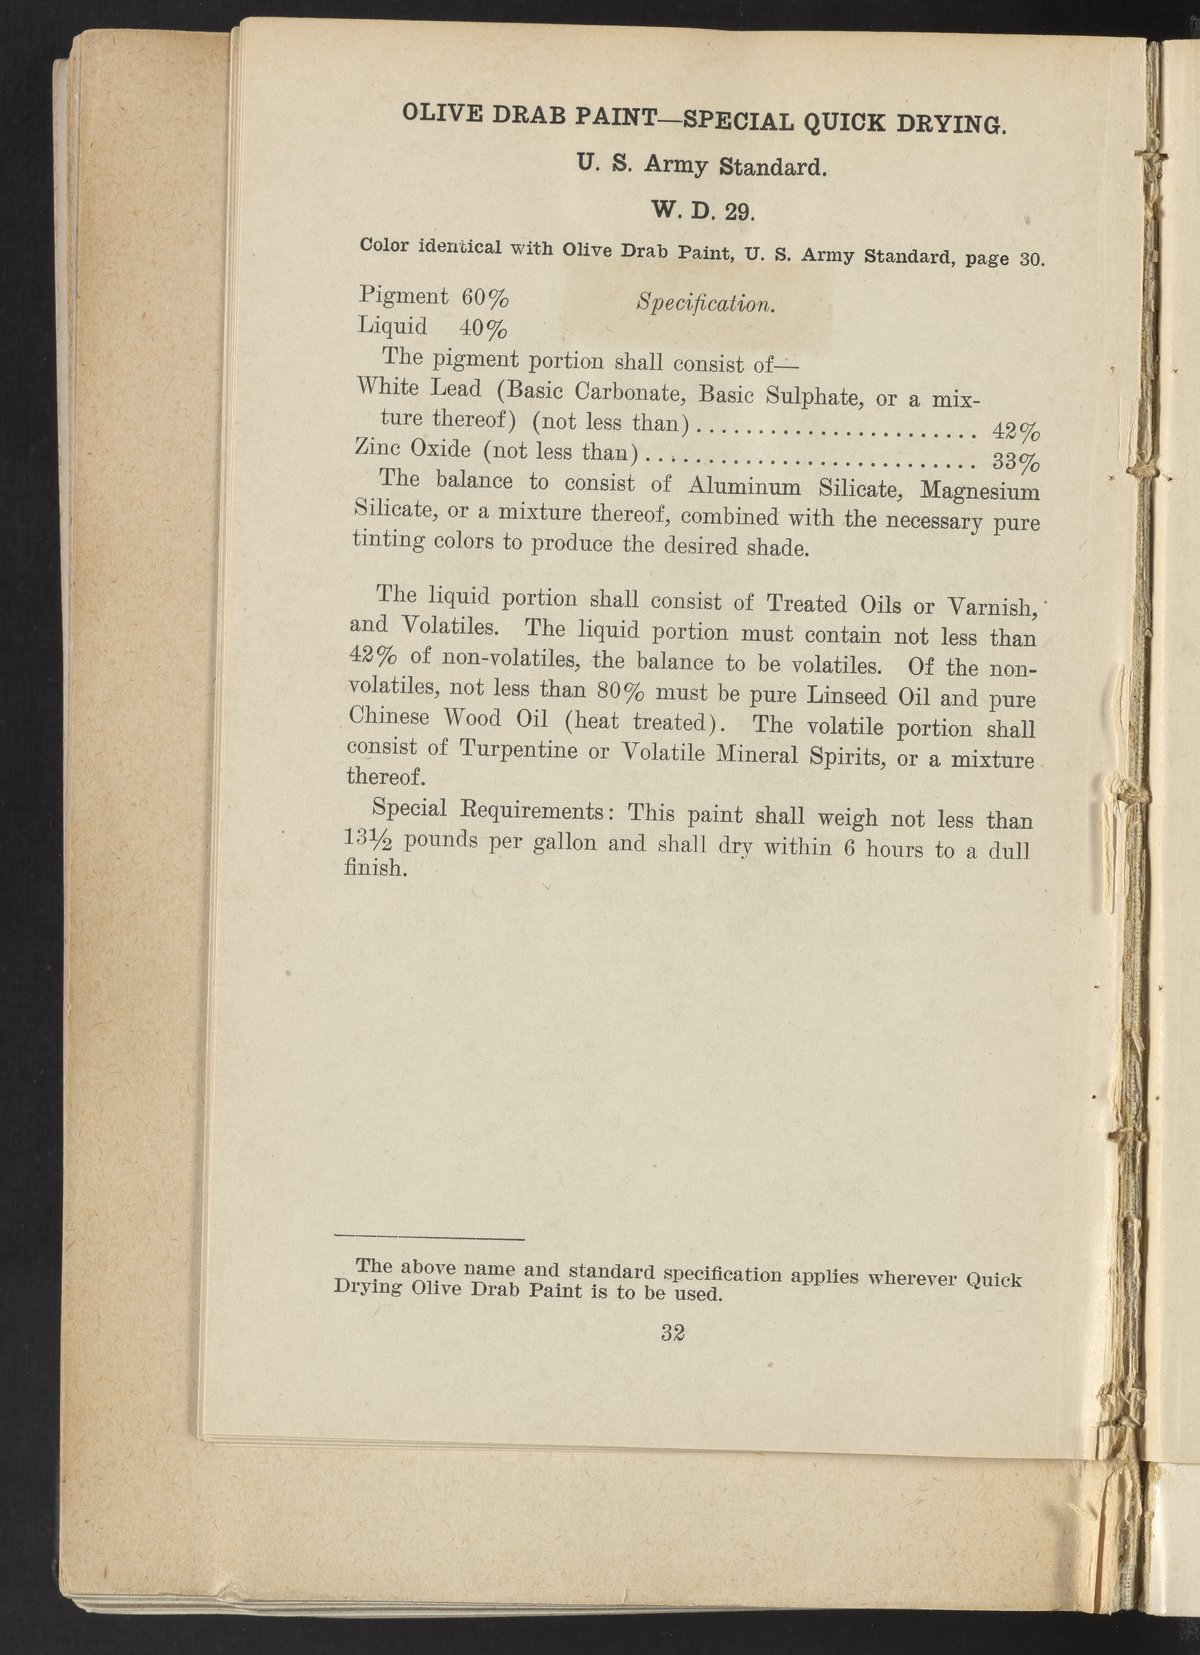 OLIVE DRAB PAINT—SPECIAL QUICK DRYING.
U. S. Army Standard.
W. D. 29.
Color identical with Olive Drab Paint, U. S. Army Standard, page 30.
Pigment 60% Specification.
Liquid 40%
The pigment portion shall consist of—
White Lead (Basic Carbonate, Basic Sulphate, or a mix-
ture thereof) (not less than) ....................... 42%
Zinc Oxide (not less than) ........................... 33%
The balance to consist of Aluminum Silicate, Magnesium
Silicate, or a mixture thereof, combined with the necessary pure
tinting colors to produce the desired shade.
The liquid portion shall consist of Treated Oils or Varnish,
and Volatiles. The liquid portion must contain not less than
42% of non-volatiles, the balance to be volatiles. Of the non-
volatiles, not less than 80% must be pure Linseed Oil and pure
Chinese Wood Oil (heat treated). The volatile portion shall
consist of Turpentine or Volatile Mineral Spirits, or a mixture
thereof.
Special Requirements: This paint shall weigh not less than
13½ pounds per gallon and shall dry within 6 hours to a dull
finish.
The above name and standard specification applies wherever Quick
Drying Olive Drab Paint is to be used.
32